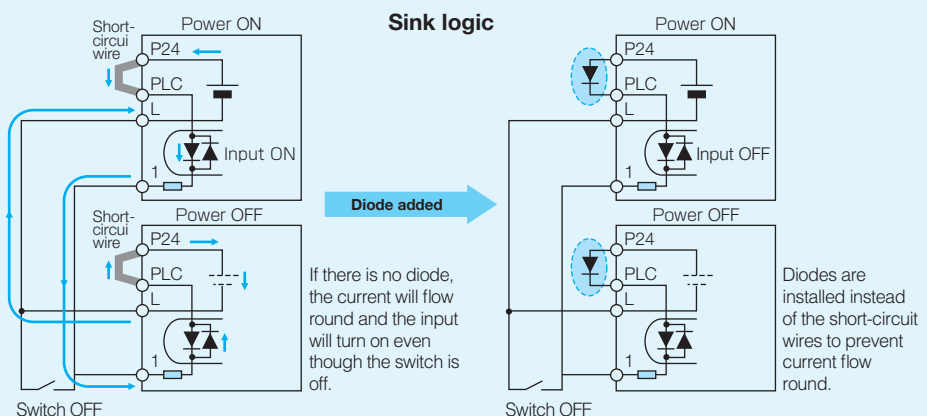 Sink logic
Short-
circui
wire
Power ON
P24
PLC
L
Input ON
1
Short-
circui
wire
Power OFF
P24
PLC
L
1
Switch OFF
If there is no diode,
the current will flow
round and the input
will turn on even
though the switch is
off.
Diode added
Power ON
P24
PLC
L
Input OFF
1
Power OFF
P24
PLC
L
1
Switch OFF
Diodes are
installed instead
of the short-circuit
wires to prevent
current flow
round.